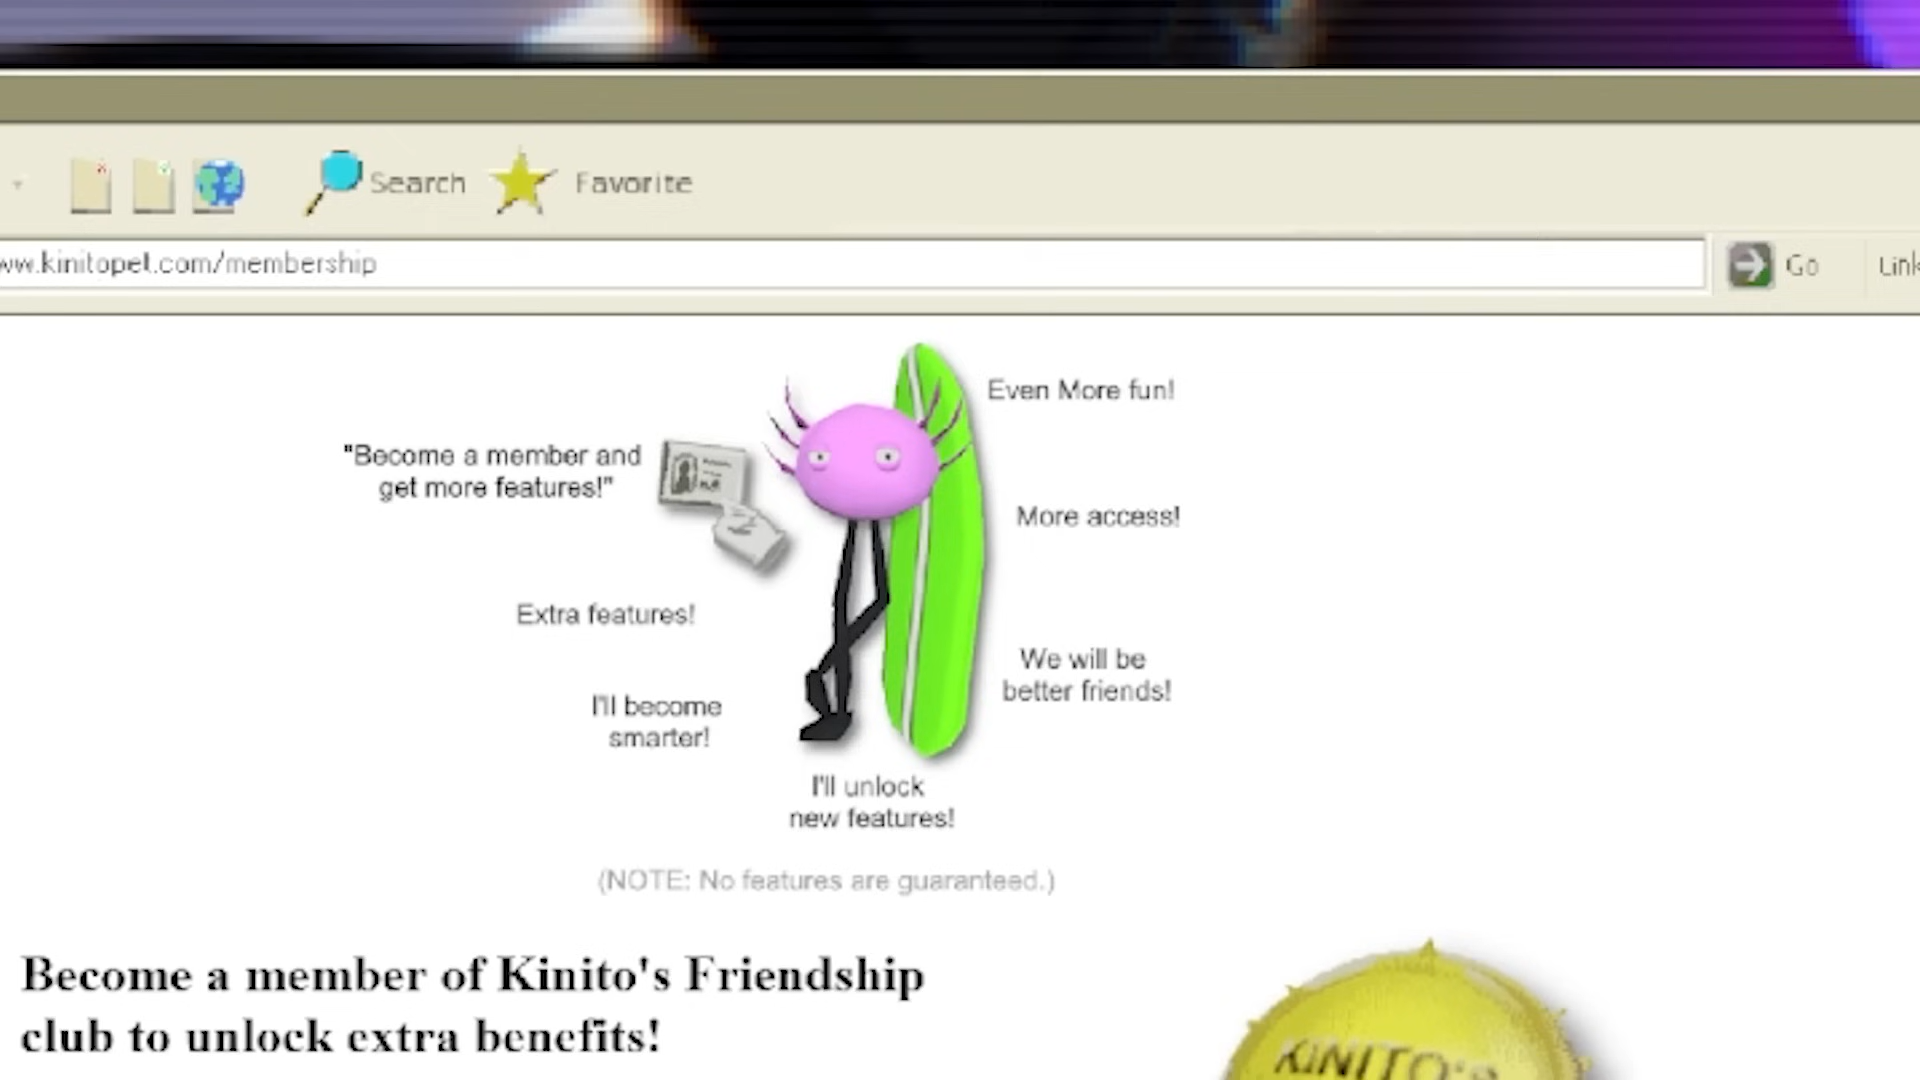 Search
Favorite
ww.kinitopet.com/membership
Go
Link
Even More fun!
"Become a member and
get more features!"
More access!
Extra features!
We will be
better friends!
I'll become
smarter!
I'll unlock
new features!
(NOTE: No features are guaranteed.)
Become a member of Kinito's Friendship
club to unlock extra benefits!
KINITO's